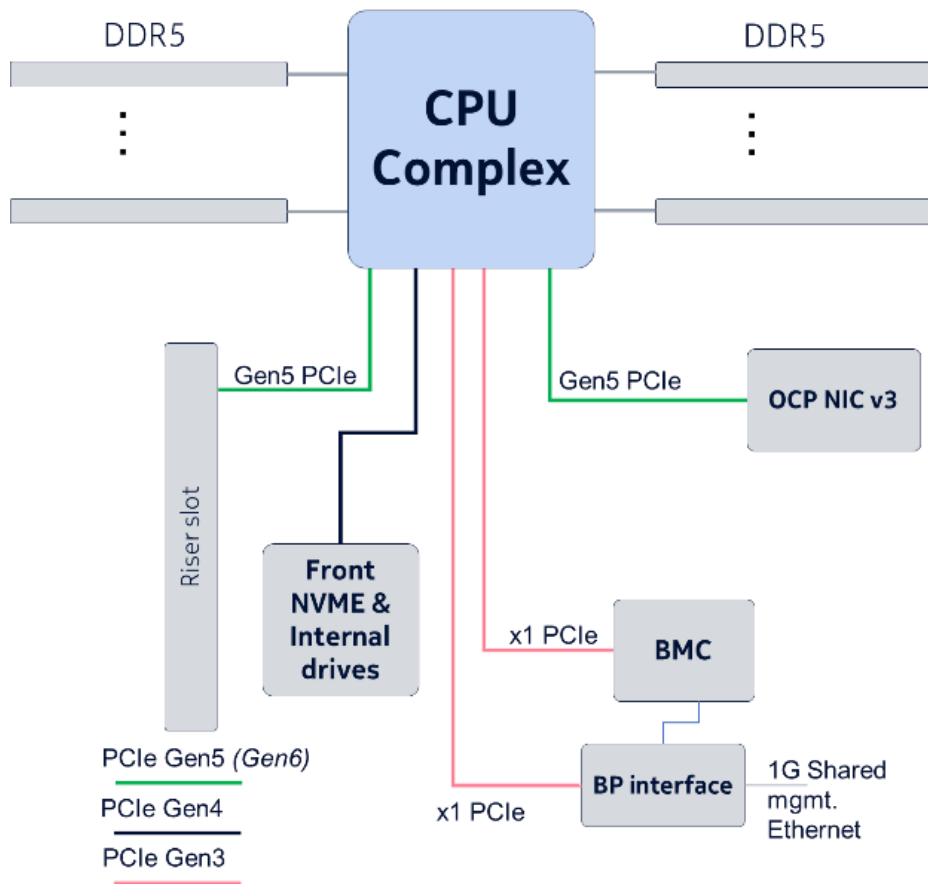 DDR5
DDR5
CPU
Complex
Gen5 PCIe
Gen5 PCIe
OCP NIC v3
Riser slot
Front
NVME &
Internal
drives
x1 PCIe
BMC
PCIe Gen5 (Gen6)
BP interface
1G Shared
mgmt.
Ethernet
x1 PCIe
PCIe Gen4
PCIe Gen3